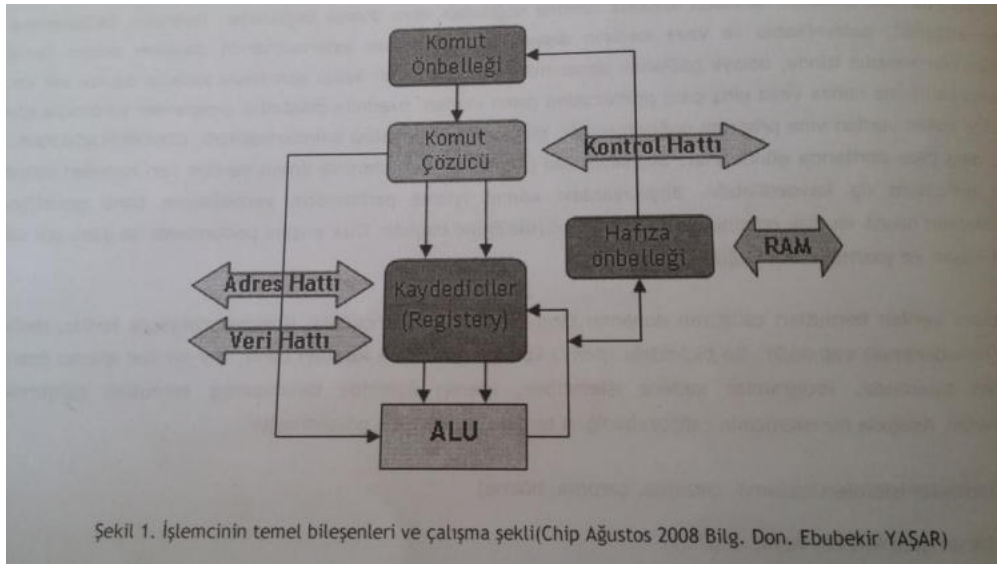 Komut
Önbelleği
Komut
Çözücü
Kontrol Hattı
Hafıza
önbelleği
RAM
Adres Hattı
Kaydediciler
(Registery)
Veri Hattı
ALU
Şekil 1. İşlemcinin temel bileşenleri ve çalışma şekli(Chip Ağustos 2008 Bilg. Don. Ebubekir YAŞAR)